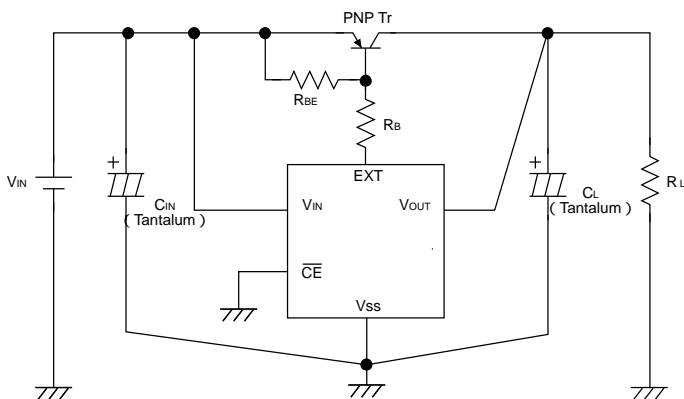 PNP Tr
RBE
RB
EXT
+
VIN
CIN
( Tantalum )
VIN
VOUT
+
CL
( Tantalum )
RL
CE
Vss